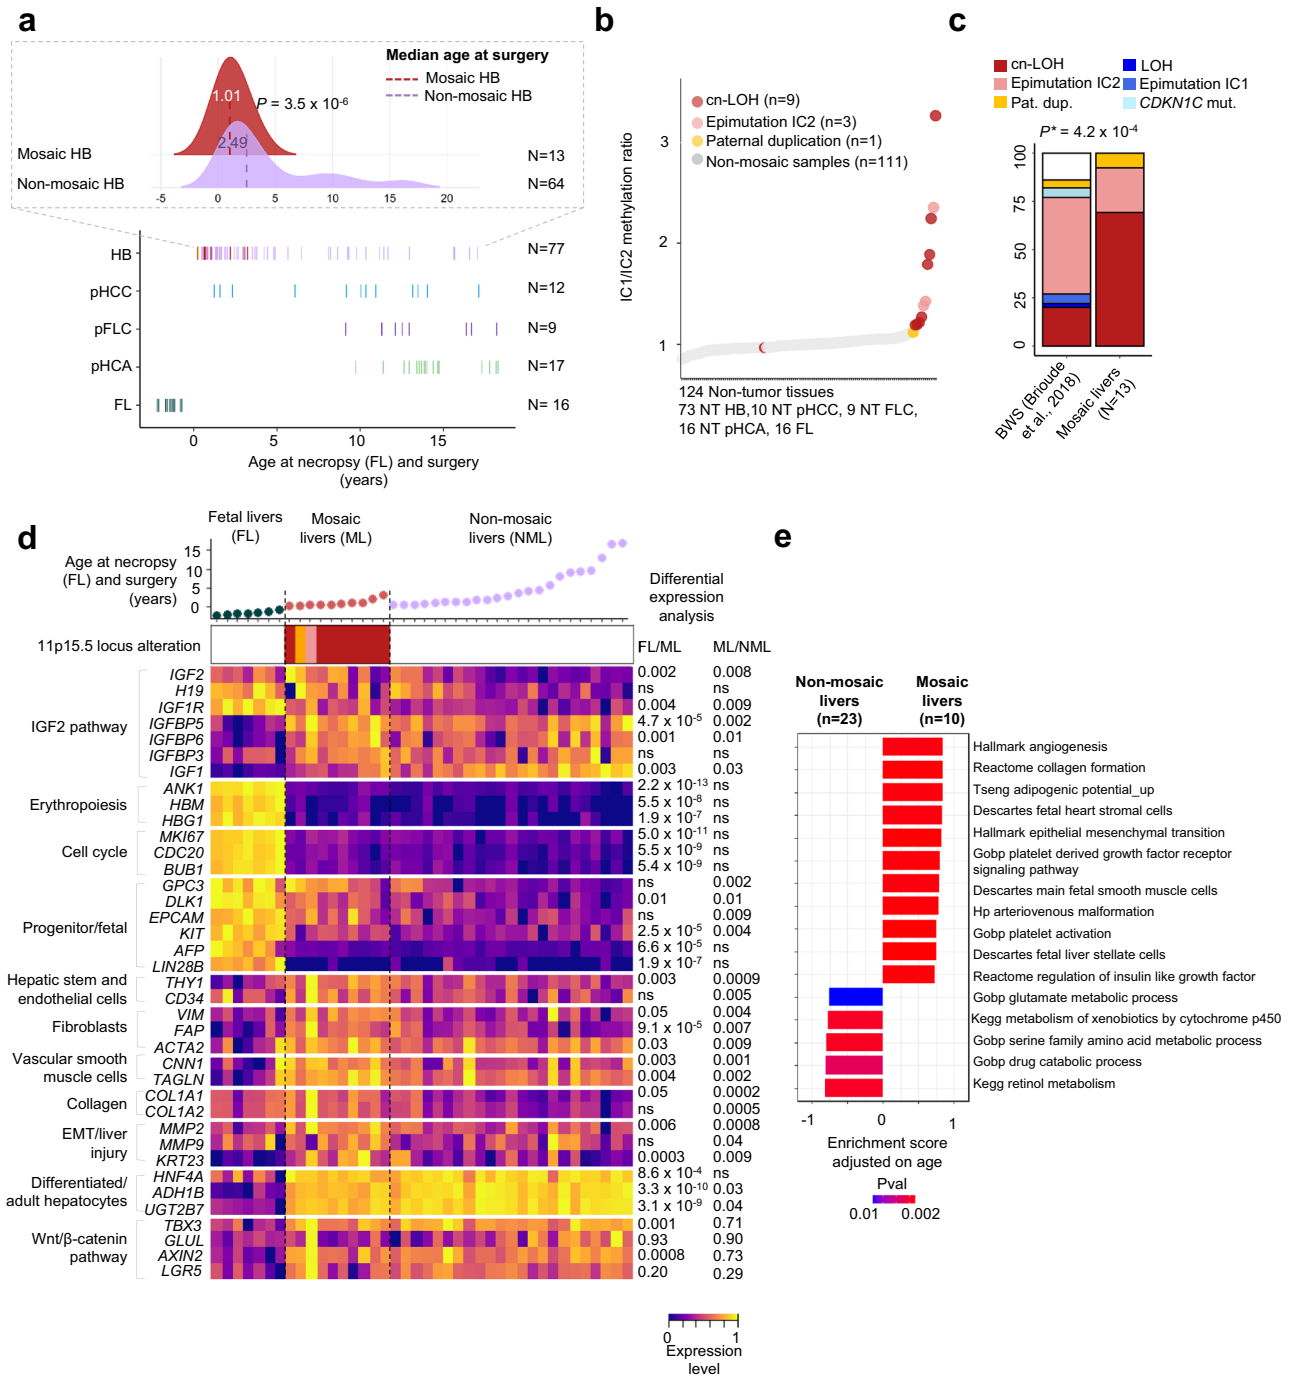 a
Median age at surgery
Mosaic HB
Non-mosaic HB
1.01
P = 3.5 x 10-6
2.49
Mosaic HB
N=13
Non-mosaic HB
N=64
-5 0 5 10 15 20
HB
N=77
pHCC
N=12
pFLC
N=9
pHCA
N=17
FL
N= 16
0 5 10 15
Age at necropsy (FL) and surgery
(years)
b
IC1/IC2 methylation ratio
3
2
1
cn-LOH (n=9)
Epimutation IC2 (n=3)
Paternal duplication (n=1)
Non-mosaic samples (n=111)
124 Non-tumor tissues
73 NT HB,10 NT pHCC, 9 NT FLC,
16 NT pHCA, 16 FL
c
cn-LOH
LOH
Epimutation IC2
Epimutation IC1
Pat. dup.
CDKN1C mut.
P* = 4.2 x 10-4
100
75
50
25
0
BWS (Brioude
et al., 2018)
Mosaic livers
(N=13)
d
Fetal livers
(FL)
Mosaic
livers (ML)
Non-mosaic
livers (NML)
Age at necropsy
(FL) and surgery
(years)
15
10
5
0
Differential
expression
analysis
11p15.5 locus alteration
FL/ML ML/NML
IGF2 pathway
IGF2 0.002 0.008
H19 ns ns
IGF1R 0.004 0.009
IGFBP5 4.7 x 10-5 0.002
IGFBP6 0.001 0.01
IGFBP3 ns ns
IGF1 0.003 0.03
Erythropoiesis
ANK1 2.2 x 10-13 ns
HBM 5.5 x 10-8 ns
HBG1 1.9 x 10-7 ns
Cell cycle
MKI67 5.0 x 10-11 ns
CDC20 5.5 x 10-9 ns
BUB1 5.4 x 10-9 ns
Progenitor/fetal
GPC3 ns 0.002
DLK1 0.01 0.01
EPCAM ns 0.009
KIT 2.5 x 10-5 0.004
AFP 6.6 x 10-5 ns
LIN28B 1.9 x 10-7 ns
Hepatic stem and
endothelial cells
THY1 0.003 0.0009
CD34 ns 0.005
Fibroblasts
VIM 0.05 0.004
FAP 9.1 x 10-5 0.007
ACTA2 0.03 0.009
Vascular smooth
muscle cells
CNN1 0.003 0.001
TAGLN 0.004 0.002
Collagen
COL1A1 0.05 0.0002
COL1A2 ns 0.0005
EMT/liver
injury
MMP2 0.006 0.0008
MMP9 ns 0.04
KRT23 0.0003 0.009
Differentiated/
adult hepatocytes
HNF4A 8.6 x 10-4 ns
ADH1B 3.3 x 10-10 0.03
UGT2B7 3.1 x 10-9 0.04
Wnt/β-catenin
pathway
TBX3 0.001 0.71
GLUL 0.93 0.90
AXIN2 0.0008 0.73
LGR5 0.20 0.29
0 1
Expression
level
e
Non-mosaic
livers
(n=23)
Mosaic
livers
(n=10)
Hallmark angiogenesis
Reactome collagen formation
Tseng adipogenic potential_up
Descartes fetal heart stromal cells
Hallmark epithelial mesenchymal transition
Gobp platelet derived growth factor receptor
signaling pathway
Descartes main fetal smooth muscle cells
Hp arteriovenous malformation
Gobp platelet activation
Descartes fetal liver stellate cells
Reactome regulation of insulin like growth factor
Gobp glutamate metabolic process
Kegg metabolism of xenobiotics by cytochrome p450
Gobp serine family amino acid metabolic process
Gobp drug catabolic process
Kegg retinol metabolism
-1 0 1
Enrichment score
adjusted on age
Pval
0.01 0.002